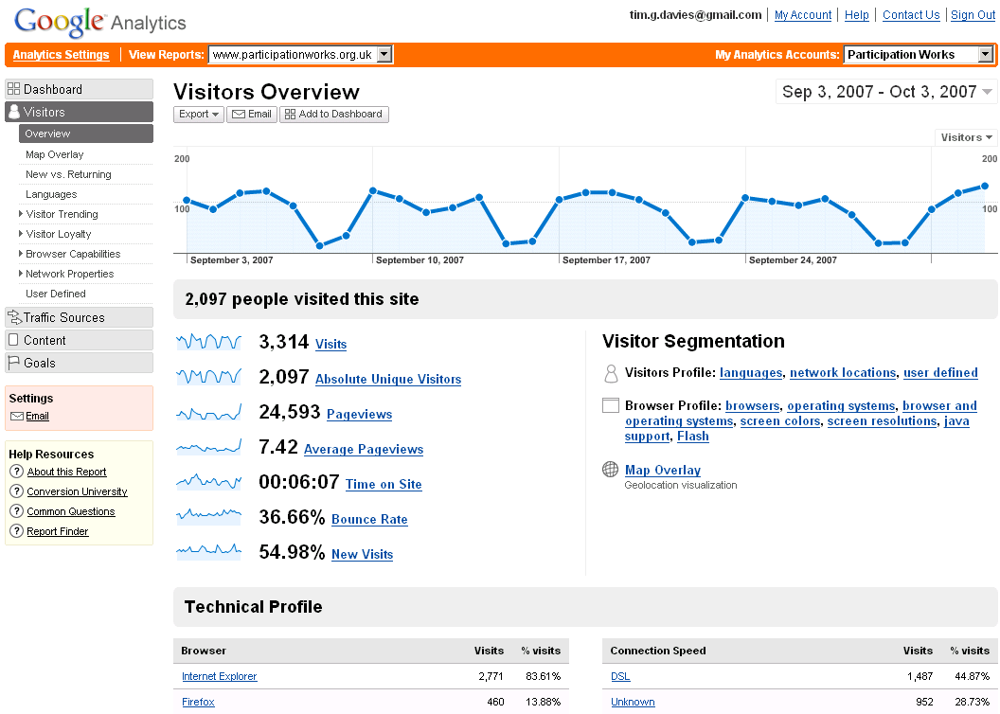 Google Analytics
tim.g.davies@gmail.com | My Account | Help | Contact Us | Sign Out
Analytics Settings | View Reports: www.participationworks.org.uk My Analytics Accounts: Participation Works
Dashboard
Visitors
Overview
Map Overlay
New vs. Returning
Languages
Visitor Trending
Visitor Loyalty
Browser Capabilities
Network Properties
User Defined
Traffic Sources
Content
Goals
Settings
Email
Help Resources
About this Report
Conversion University
Common Questions
Report Finder
Visitors Overview
Sep 3, 2007 - Oct 3, 2007
Export Email Add to Dashboard
Visitors
200 200
100 100
September 3, 2007 September 10, 2007 September 17, 2007 September 24, 2007
2,097 people visited this site
3,314 Visits
2,097 Absolute Unique Visitors
24,593 Pageviews
7.42 Average Pageviews
00:06:07 Time on Site
36.66% Bounce Rate
54.98% New Visits
Visitor Segmentation
Visitors Profile: languages, network locations, user defined
Browser Profile: browsers, operating systems, browser and
operating systems, screen colors, screen resolutions, java
support, Flash
Map Overlay
Geolocation visualization
Technical Profile
Browser Visits % visits
Internet Explorer 2,771 83.61%
Firefox 460 13.88%
Connection Speed Visits % visits
DSL 1,487 44.87%
Unknown 952 28.73%